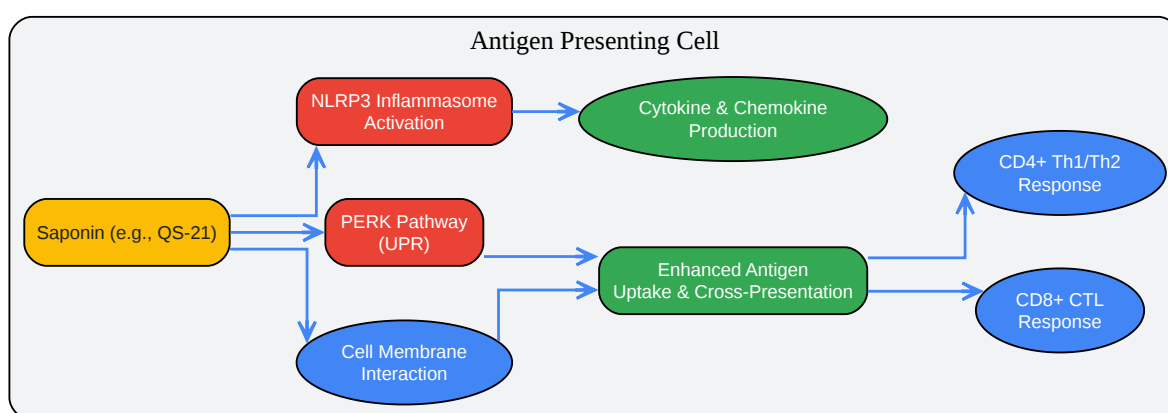 Antigen Presenting Cell
NLRP3 Inflammasome
Activation
Cytokine & Chemokine
Production
CD4+ Th1/Th2
Response
Saponin (e.g., QS-21)
PERK Pathway
(UPR)
Enhanced Antigen
Uptake & Cross-Presentation
CD8+ CTL
Response
Cell Membrane
Interaction